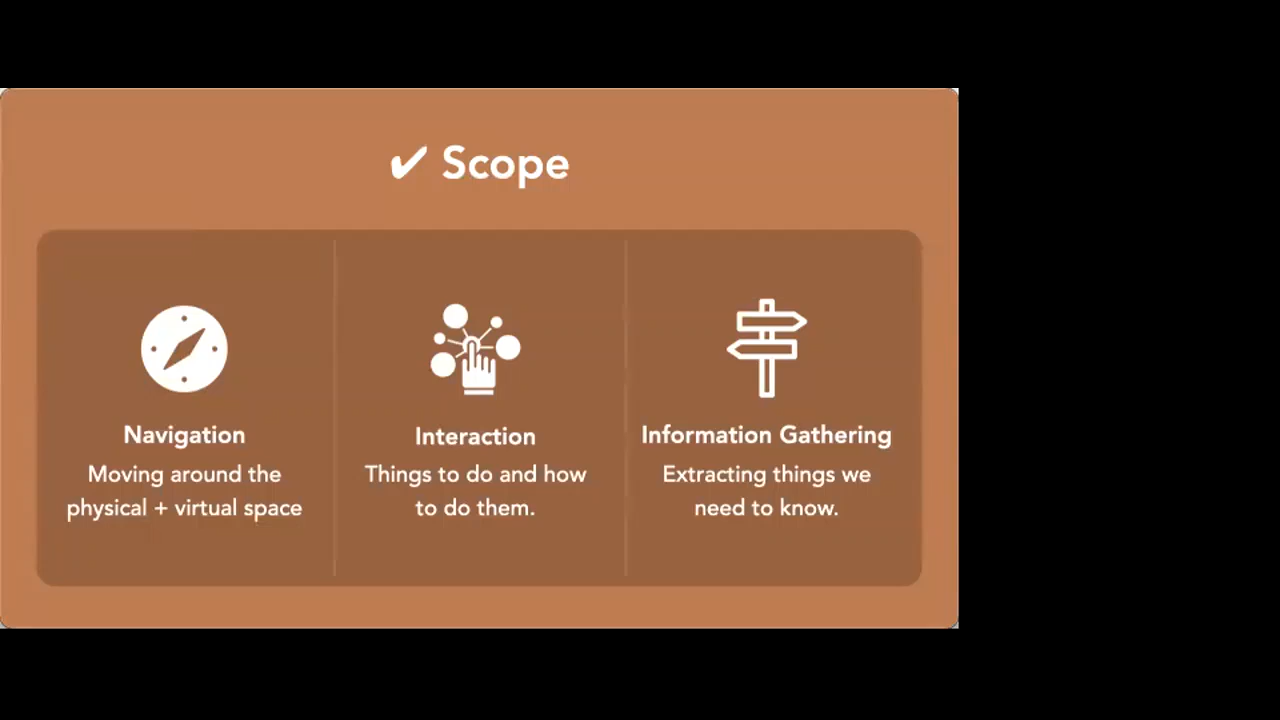 ✔ Scope
Navigation
Moving around the
physical + virtual space
Interaction
Things to do and how
to do them.
Information Gathering
Extracting things we
need to know.